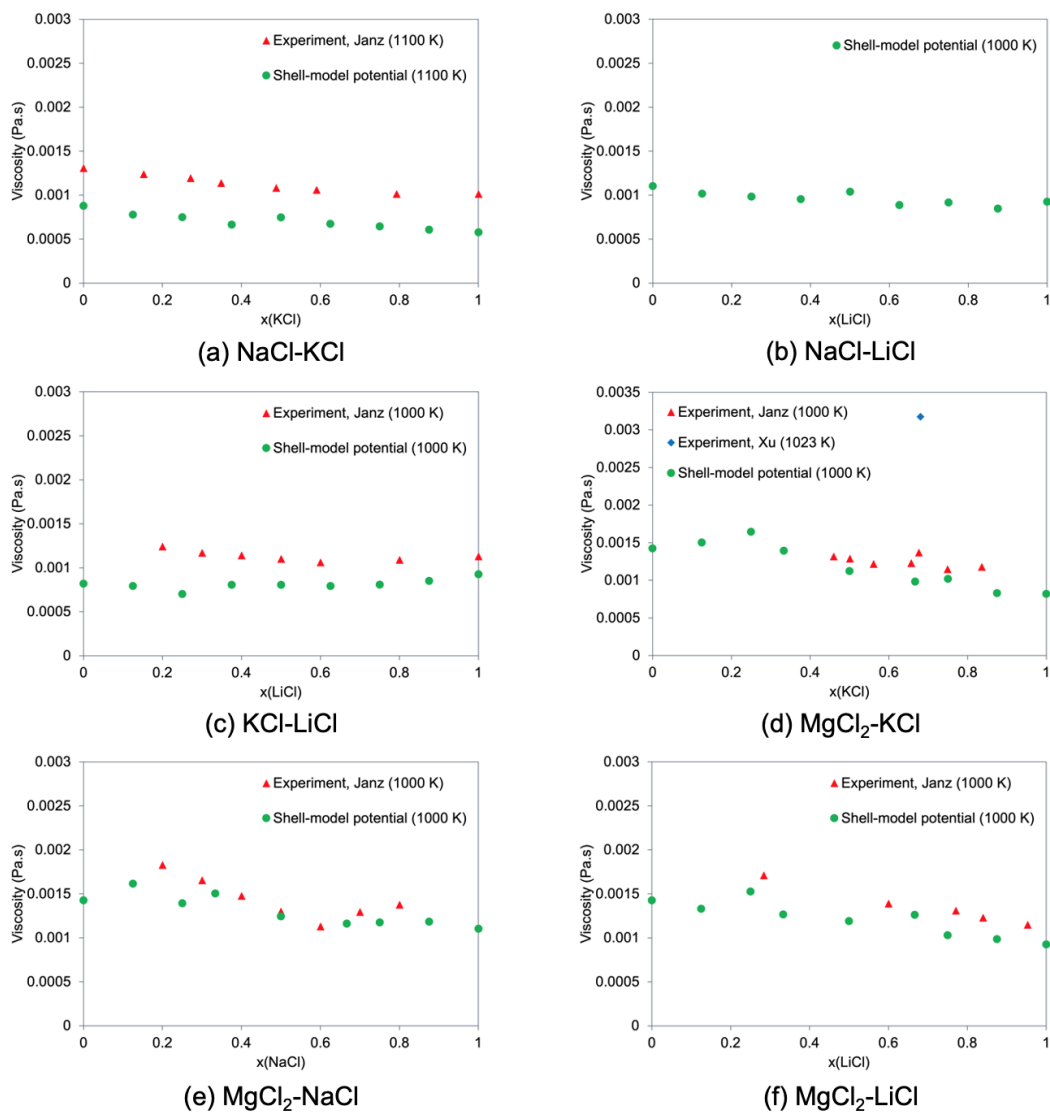 0.003
0.0025
0.002
0.0015
0.001
0.0005
0
Viscosity (Pa.s)
Experiment, Janz (1100 K)
Shell-model potential (1100 K)
0 0.2 0.4 0.6 0.8 1
x(KCl)
(a) NaCl-KCl
0.003
0.0025
0.002
0.0015
0.001
0.0005
0
Viscosity (Pa.s)
Shell-model potential (1000 K)
0 0.2 0.4 0.6 0.8 1
x(LiCl)
(b) NaCl-LiCl
0.003
0.0025
0.002
0.0015
0.001
0.0005
0
Viscosity (Pa.s)
Experiment, Janz (1000 K)
Shell-model potential (1000 K)
0 0.2 0.4 0.6 0.8 1
x(LiCl)
(c) KCl-LiCl
0.0035
0.003
0.0025
0.002
0.0015
0.001
0.0005
0
Viscosity (Pa.s)
Experiment, Janz (1000 K)
Experiment, Xu (1023 K)
Shell-model potential (1000 K)
0 0.2 0.4 0.6 0.8 1
x(KCl)
(d) MgCl₂-KCl
0.003
0.0025
0.002
0.0015
0.001
0.0005
0
Viscosity (Pa.s)
Experiment, Janz (1000 K)
Shell-model potential (1000 K)
0 0.2 0.4 0.6 0.8 1
x(NaCl)
(e) MgCl₂-NaCl
0.003
0.0025
0.002
0.0015
0.001
0.0005
0
Viscosity (Pa.s)
Experiment, Janz (1000 K)
Shell-model potential (1000 K)
0 0.2 0.4 0.6 0.8 1
x(LiCl)
(f) MgCl₂-LiCl